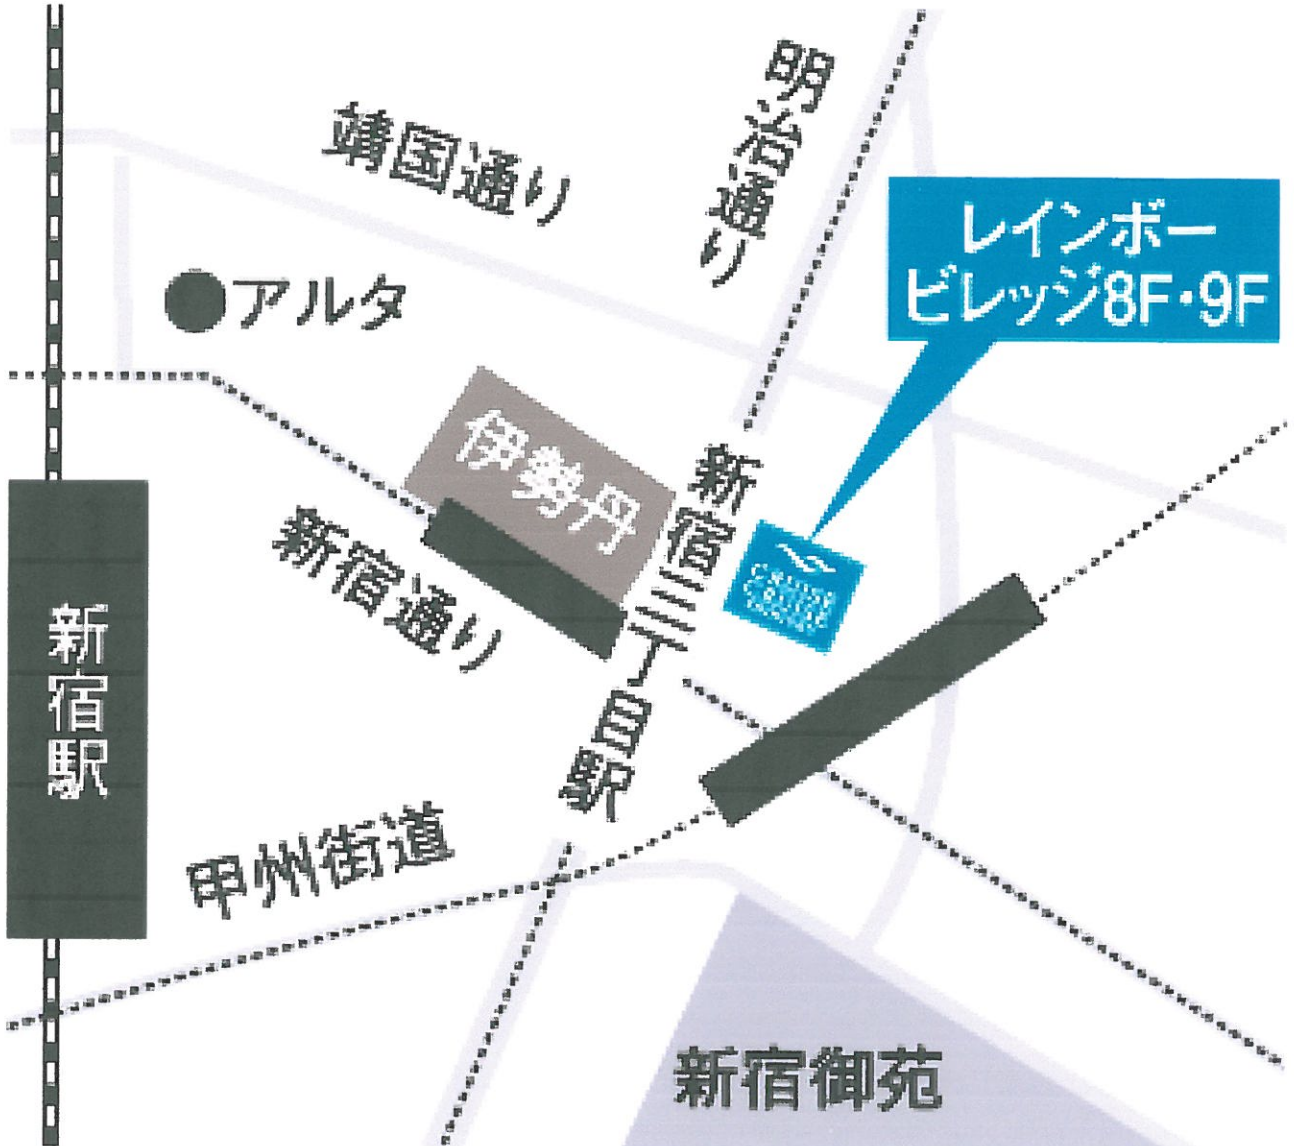 明治通り
靖国通り
レインボー
ビレッジ8F・9F
アルタ
伊勢丹
新宿三丁目駅
新宿通り
新宿駅
甲州街道
新宿御苑